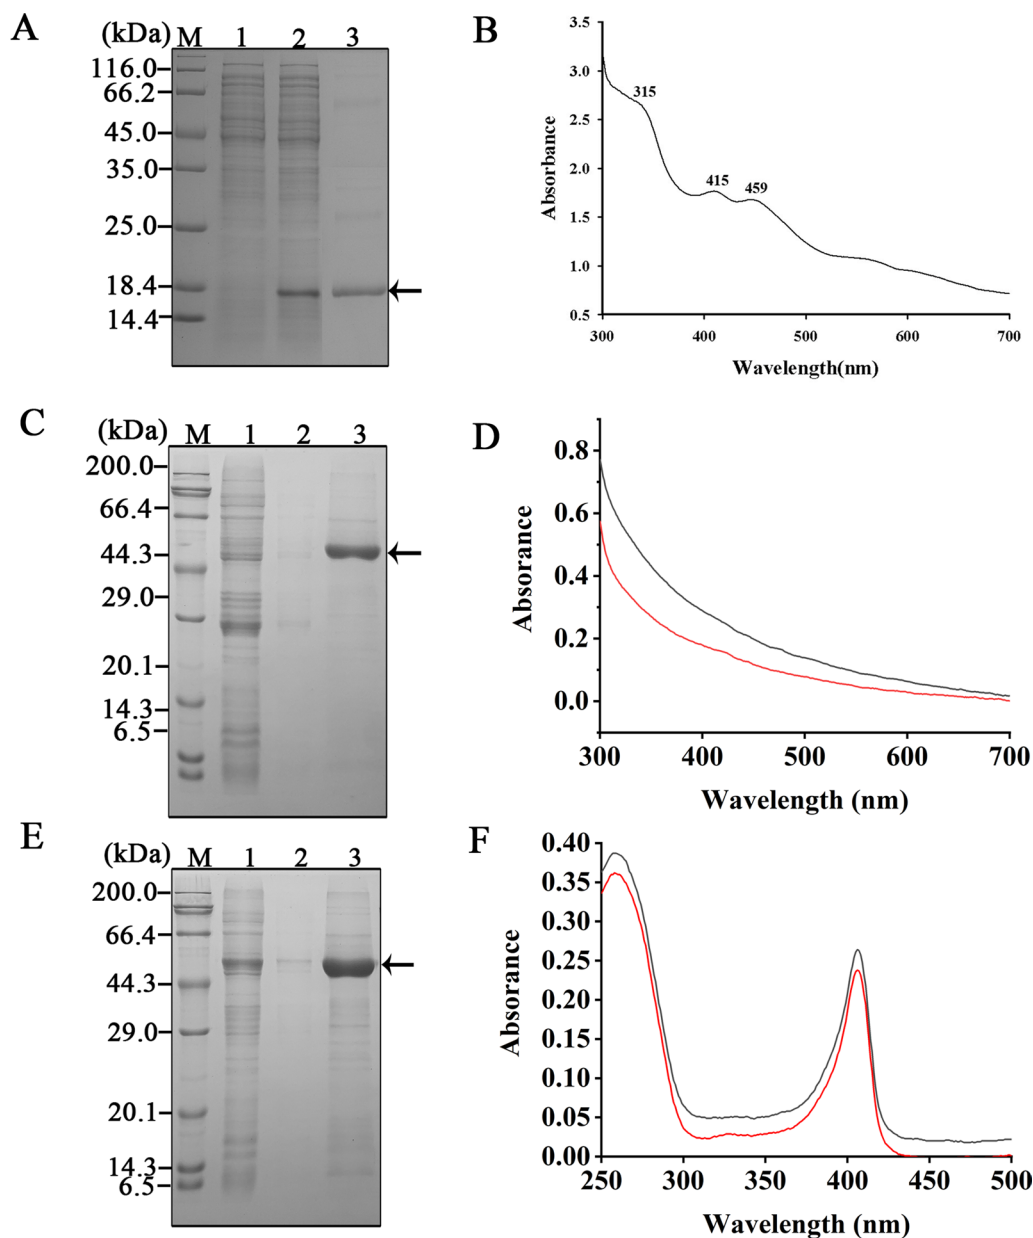 A
(kDa) M 1 2 3
116.0
66.2
45.0
35.0
25.0
18.4
14.4
B
Absorbance
3.5
3.0
2.5
2.0
1.5
1.0
0.5
315
415
459
300 400 500 600 700
Wavelength(nm)
C
(kDa) M 1 2 3
200.0
66.4
44.3
29.0
20.1
14.3
6.5
D
Absorance
0.8
0.6
0.4
0.2
0.0
300 400 500 600 700
Wavelength (nm)
E
(kDa) M 1 2 3
200.0
66.4
44.3
29.0
20.1
14.3
6.5
F
Absorance
0.40
0.35
0.30
0.25
0.20
0.15
0.10
0.05
0.00
250 300 350 400 450 500
Wavelength (nm)